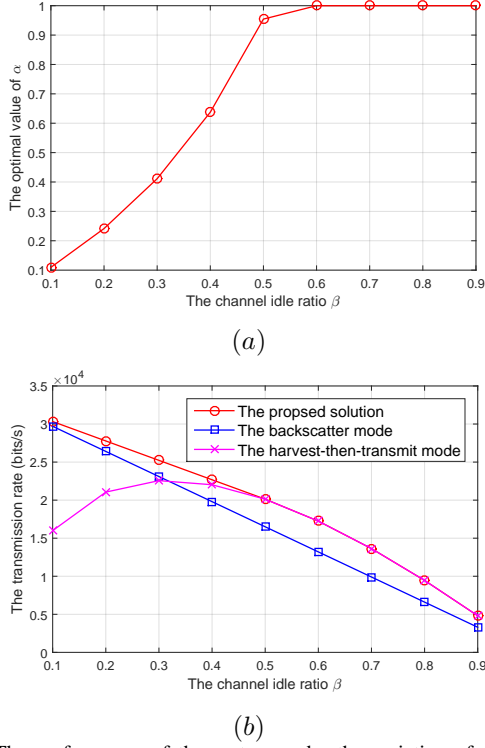 1
0.9
0.8
0.7
0.6
0.5
0.4
0.3
0.2
0.1
The optimal value of α
0.1 0.2 0.3 0.4 0.5 0.6 0.7 0.8 0.9
The channel idle ratio β
(a)
×10⁴
3.5
3
2.5
2
1.5
1
0.5
0
The transmission rate (bits/s)
The propsed solution
The backscatter mode
The harvest-then-transmit mode
0.1 0.2 0.3 0.4 0.5 0.6 0.7 0.8 0.9
The channel idle ratio β
(b)